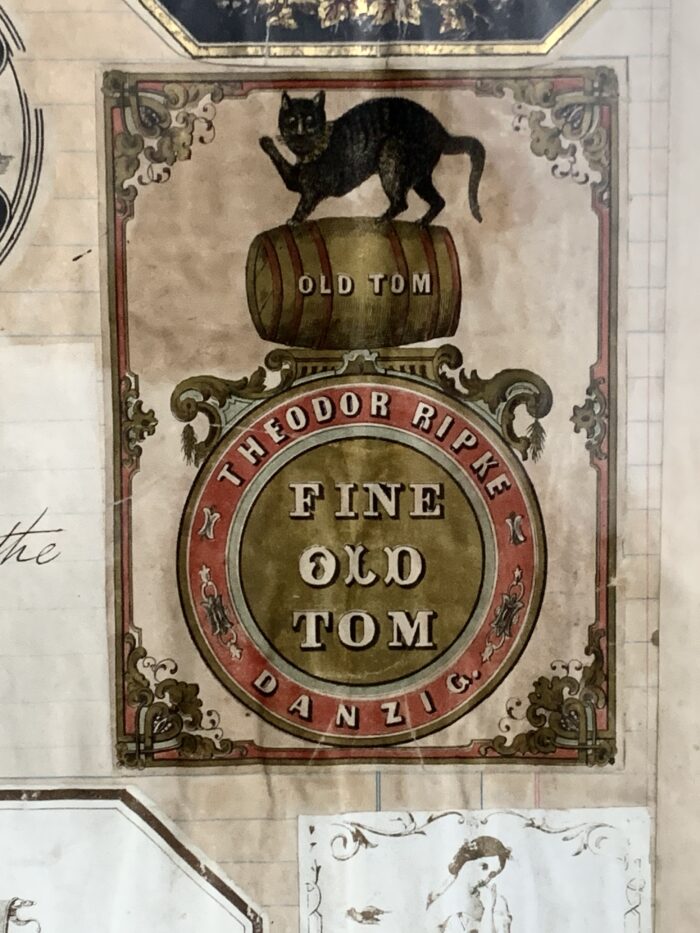 OLD TOM
THEODOR RIPKE
FINE
OLD
TOM
DANZIG.
the